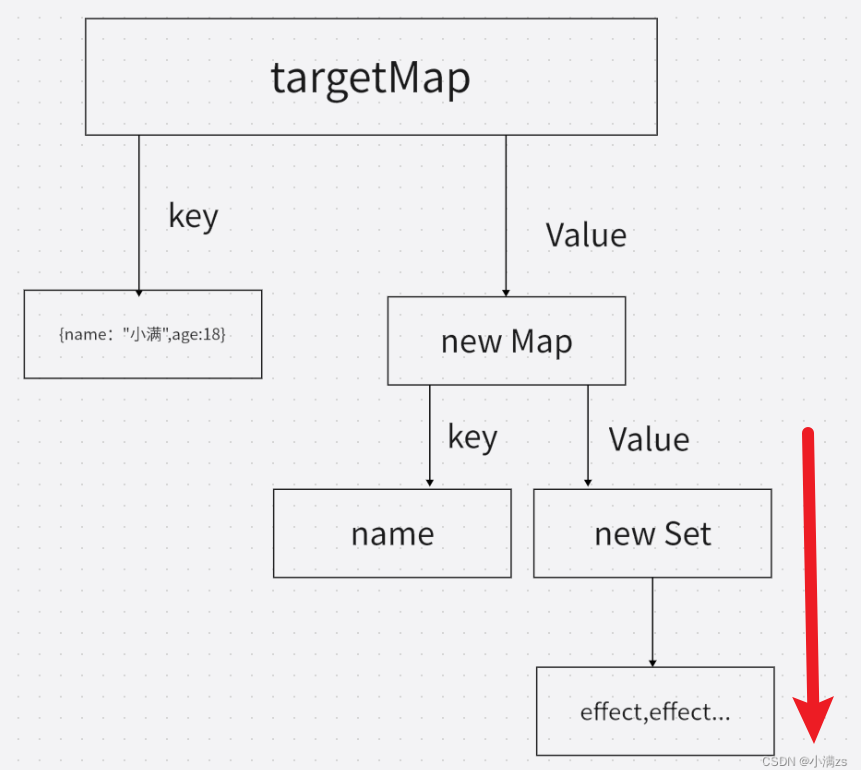 targetMap
key
Value
{name："小满",age:18}
new Map
key
Value
name
new Set
effect,effect...
CSDN @小满zs